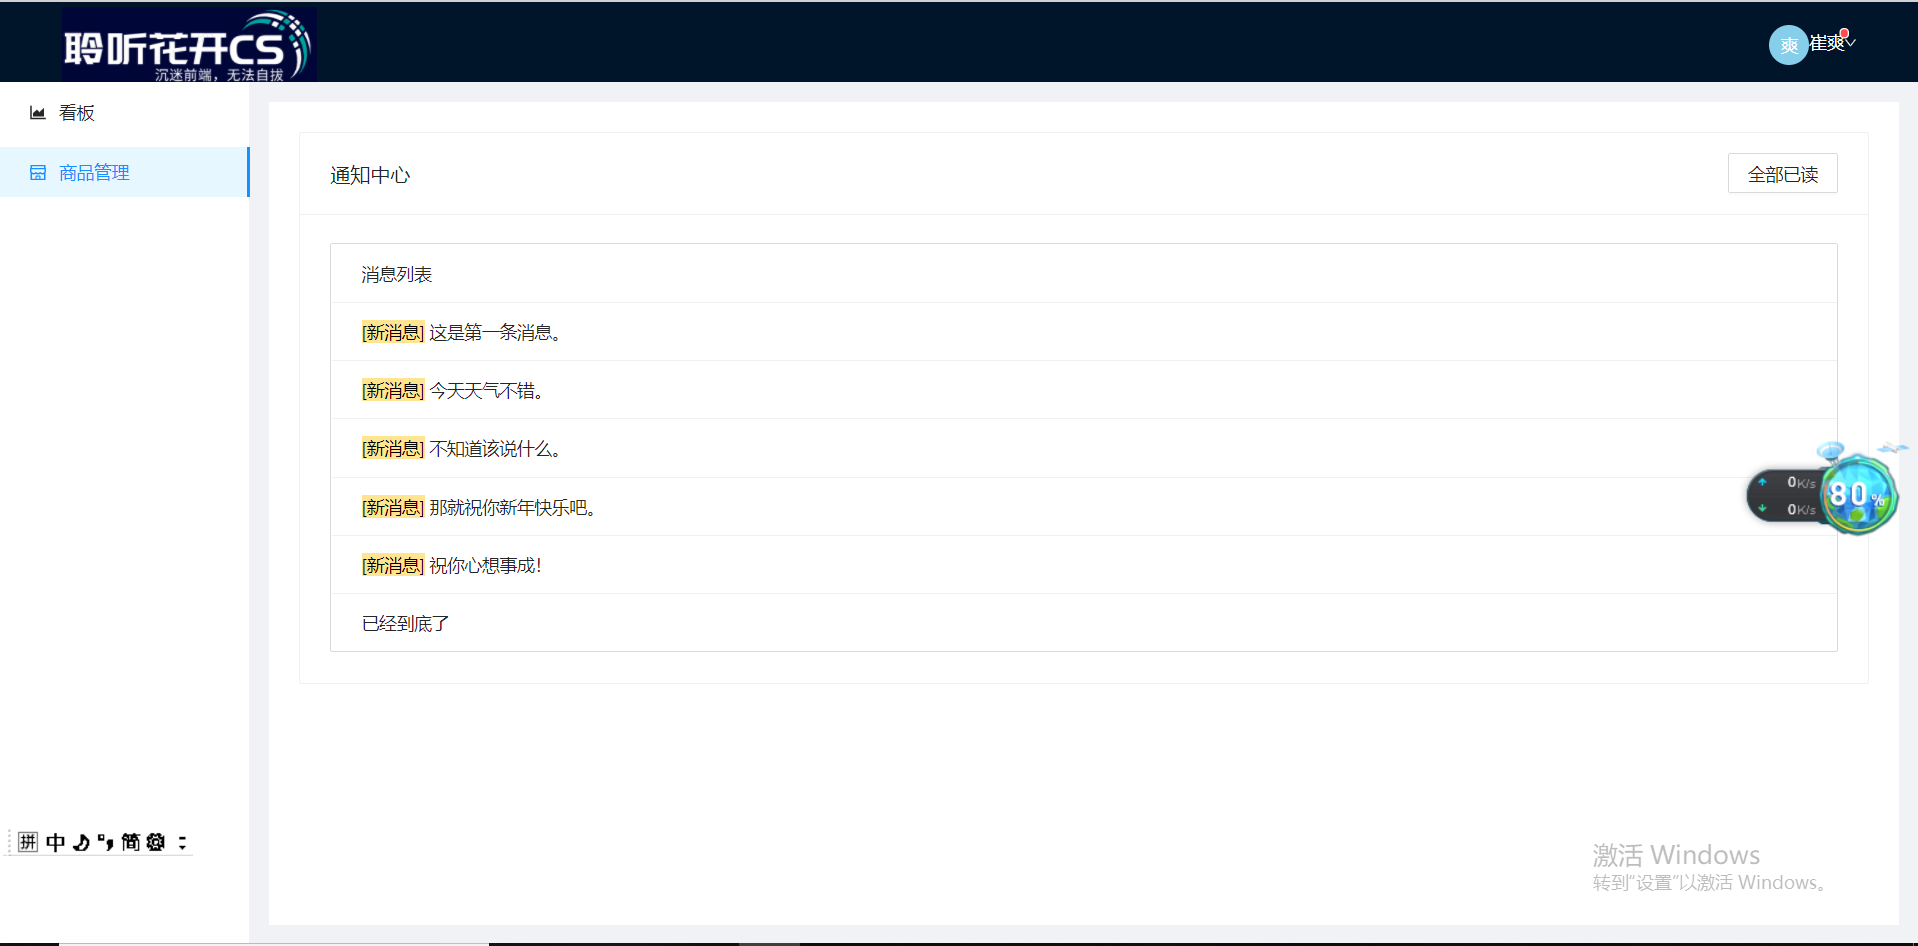 聆听花开CS
沉迷前端，无法自拔
爽 崔爽
看板
商品管理
通知中心
全部已读
消息列表
[新消息] 这是第一条消息。
[新消息] 今天天气不错。
[新消息] 不知道该说什么。
[新消息] 那就祝你新年快乐吧。
[新消息] 祝你心想事成！
已经到底了
0K/s
0K/s
80%
拼 中 简
激活 Windows
转到“设置”以激活 Windows。